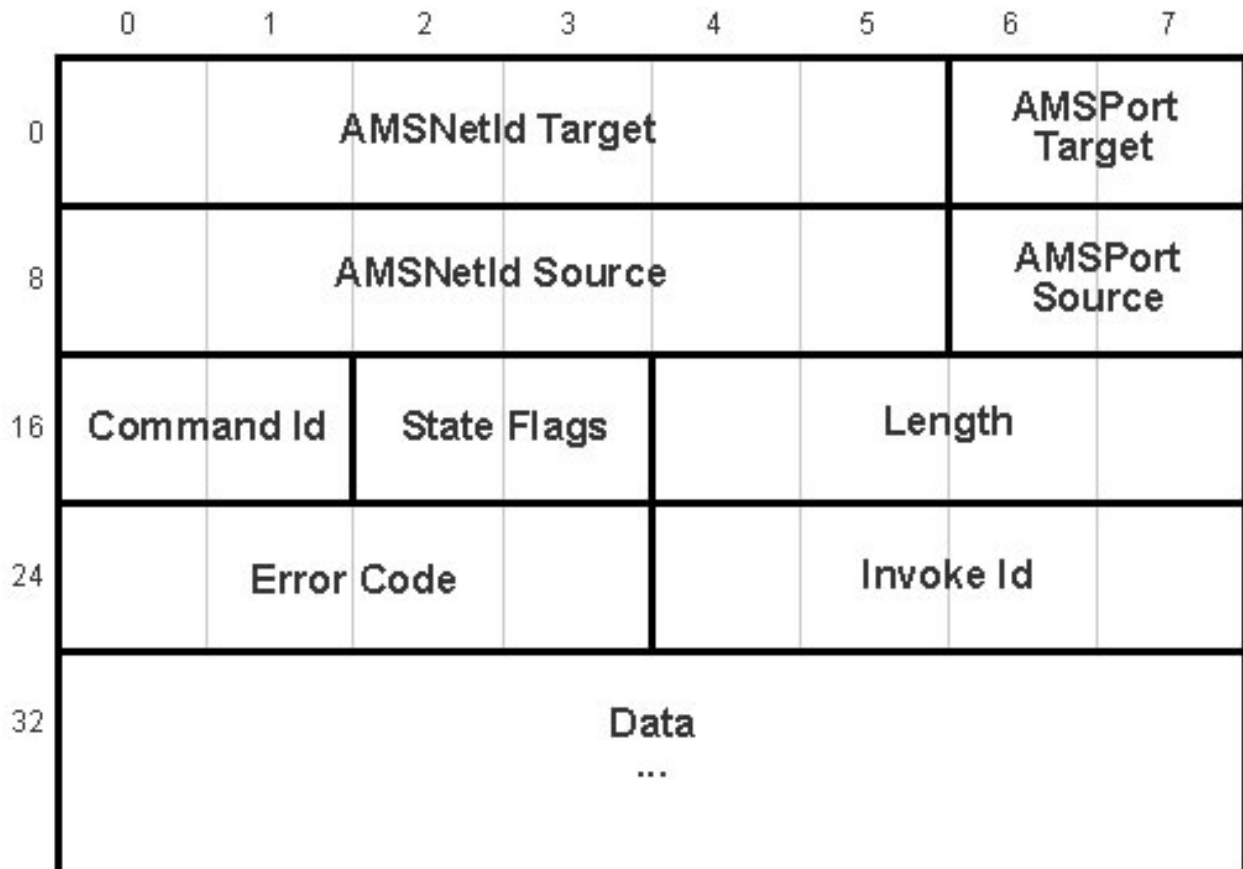 0 1 2 3 4 5 6 7
0 AMSNetId Target AMSPort
Target
8 AMSNetId Source AMSPort
Source
16 Command Id State Flags Length
24 Error Code Invoke Id
32 Data
...